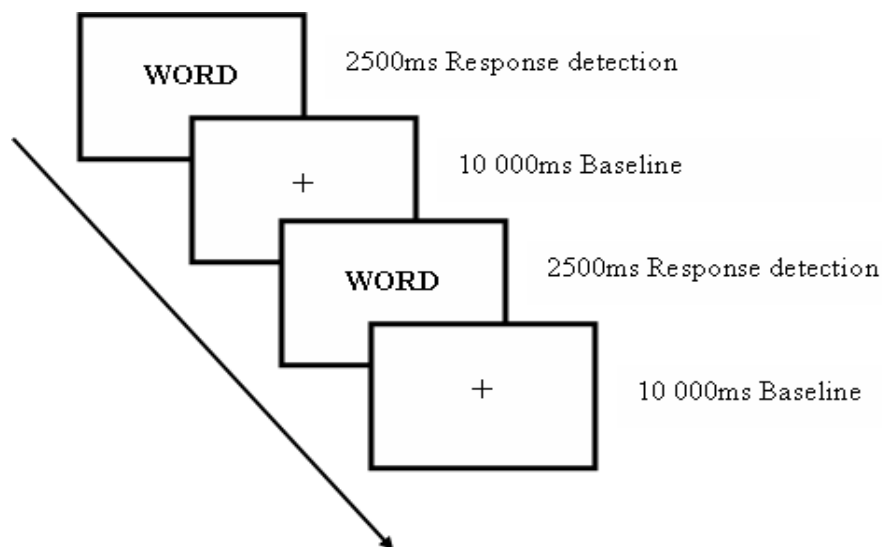 WORD
2500ms Response detection
+
10 000ms Baseline
WORD
2500ms Response detection
+
10 000ms Baseline